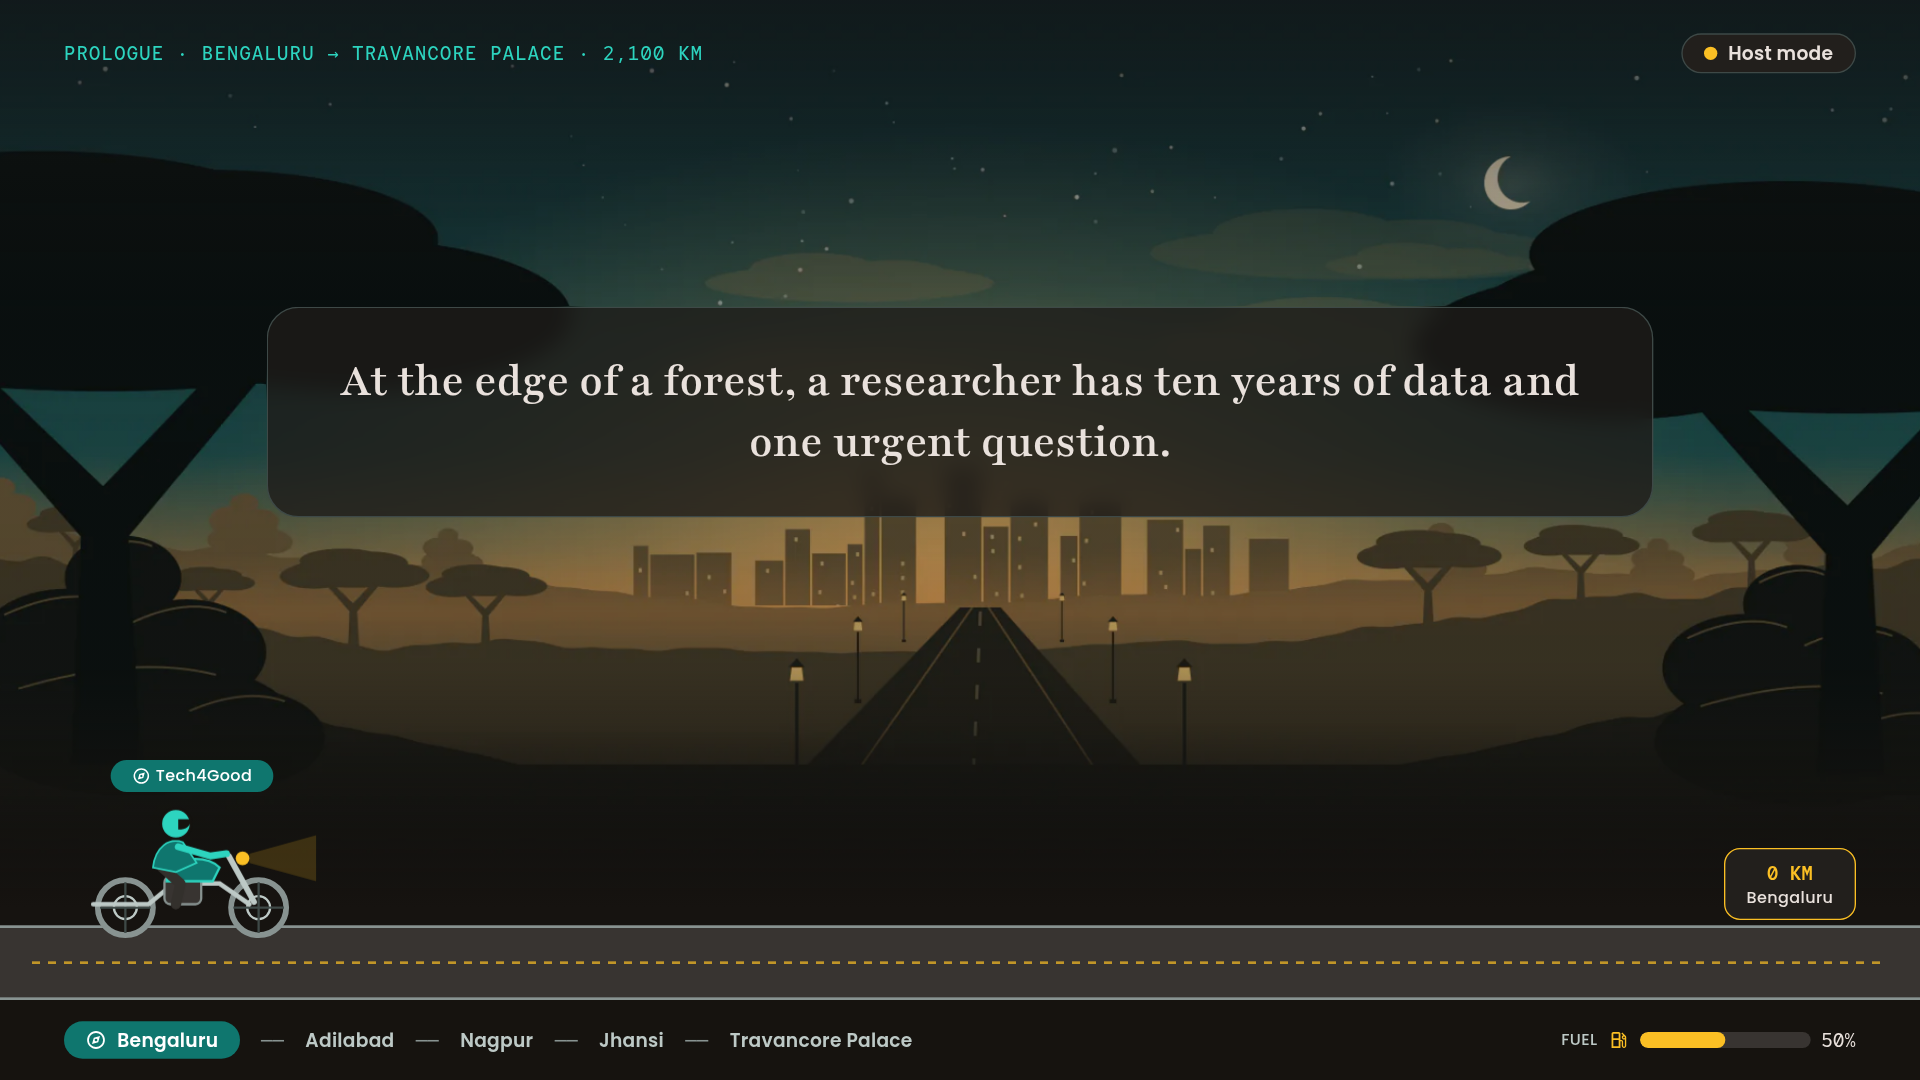 PROLOGUE · BENGALURU → TRAVANCORE PALACE · 2,100 KM
Host mode
At the edge of a forest, a researcher has ten years of data and
one urgent question.
Tech4Good
0 KM
Bengaluru
Bengaluru — Adilabad — Nagpur — Jhansi — Travancore Palace
FUEL 50%